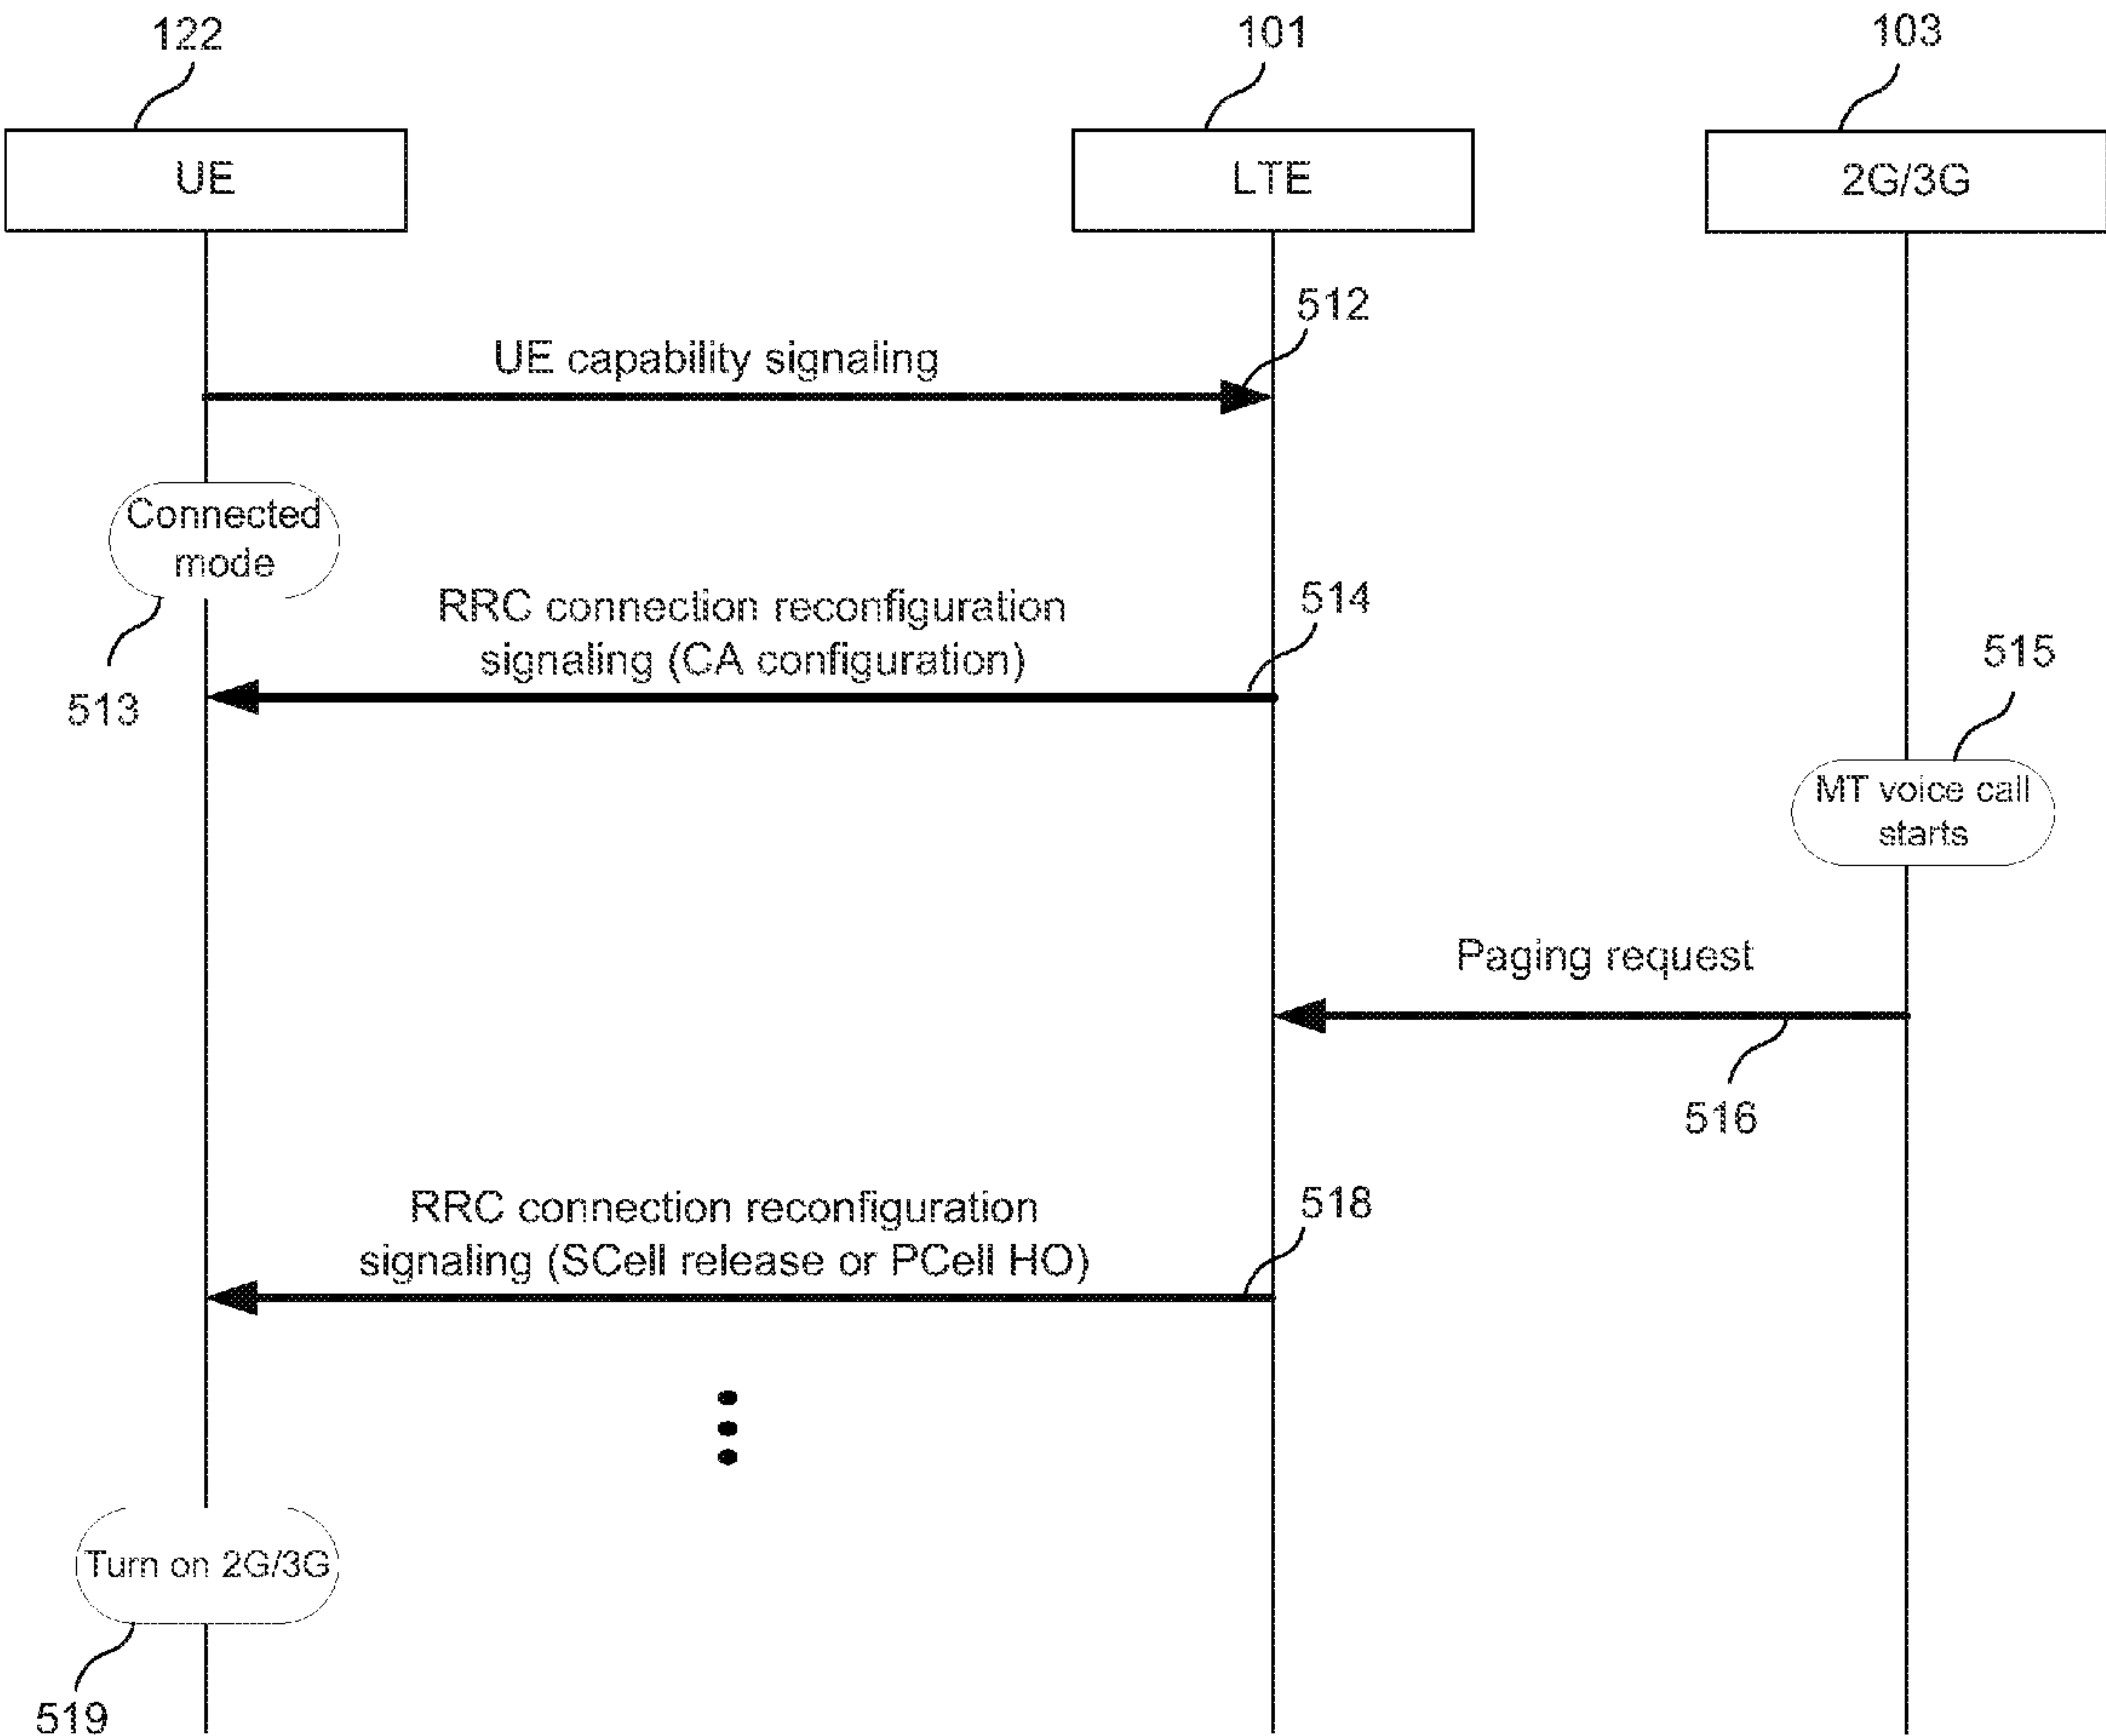 122
101
103
UE
LTE
2G/3G
512
UE capability signaling
Connected
mode
513
RRC connection reconfiguration
signaling (CA configuration)
514
515
MT voice call
starts
Paging request
516
RRC connection reconfiguration
signaling (SCell release or PCell HO)
518
Turn on 2G/3G
519